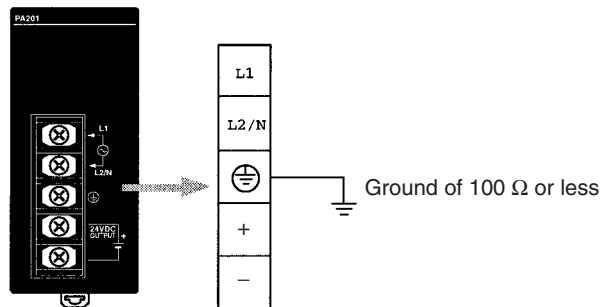 PA201
L1
L2/N
24VDC
OUTPUT
+
L1
L2/N
+
−
Ground of 100 Ω or less